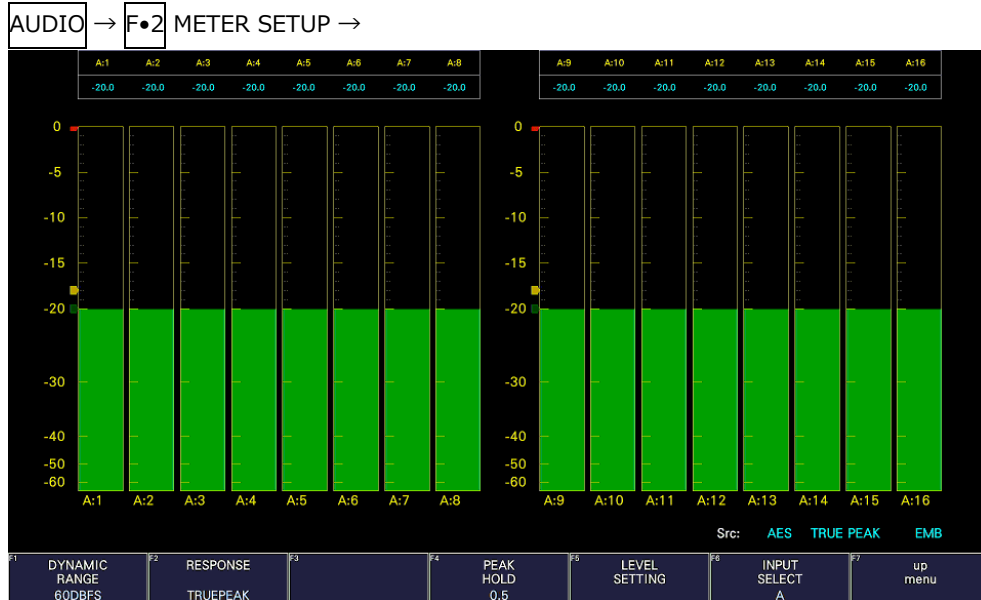 AUDIO → F•2 METER SETUP →
A:1 A:2 A:3 A:4 A:5 A:6 A:7 A:8 A:9 A:10 A:11 A:12 A:13 A:14 A:15 A:16
-20.0 -20.0 -20.0 -20.0 -20.0 -20.0 -20.0 -20.0 -20.0 -20.0 -20.0 -20.0 -20.0 -20.0 -20.0 -20.0
0 0
-5 -5
-10 -10
-15 -15
-20 -20
-30 -30
-40 -40
-50 -50
-60 -60
A:1 A:2 A:3 A:4 A:5 A:6 A:7 A:8 A:9 A:10 A:11 A:12 A:13 A:14 A:15 A:16
Src: AES TRUE PEAK EMB
F1 DYNAMIC RANGE 60DBFS
F2 RESPONSE TRUEPEAK
F3
F4 PEAK HOLD 0.5
F5 LEVEL SETTING
F6 INPUT SELECT A
F7 up menu